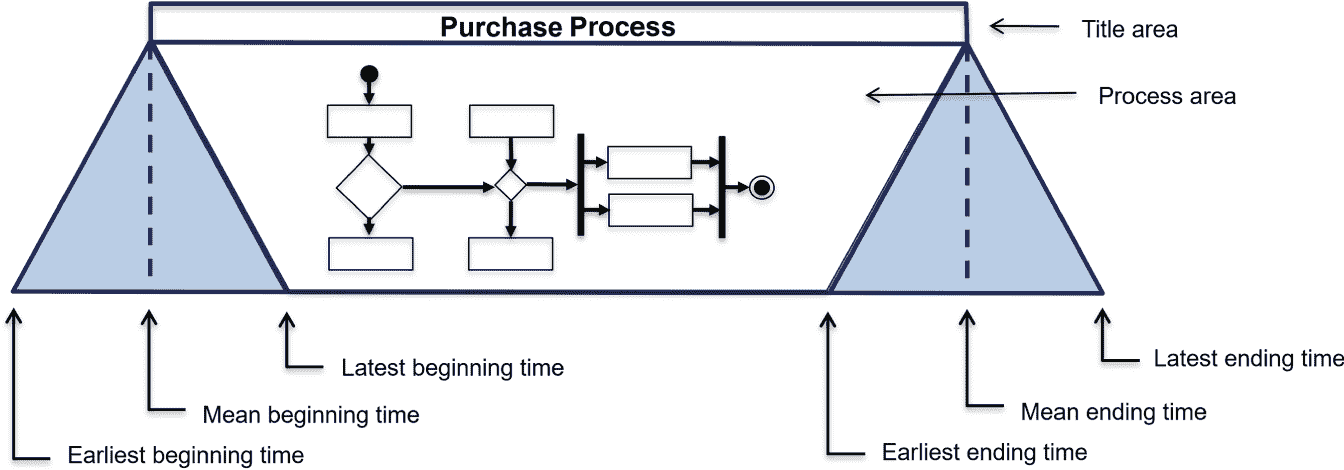 Purchase Process
Title area
Process area
Latest beginning time
Mean beginning time
Earliest beginning time
Latest ending time
Mean ending time
Earliest ending time